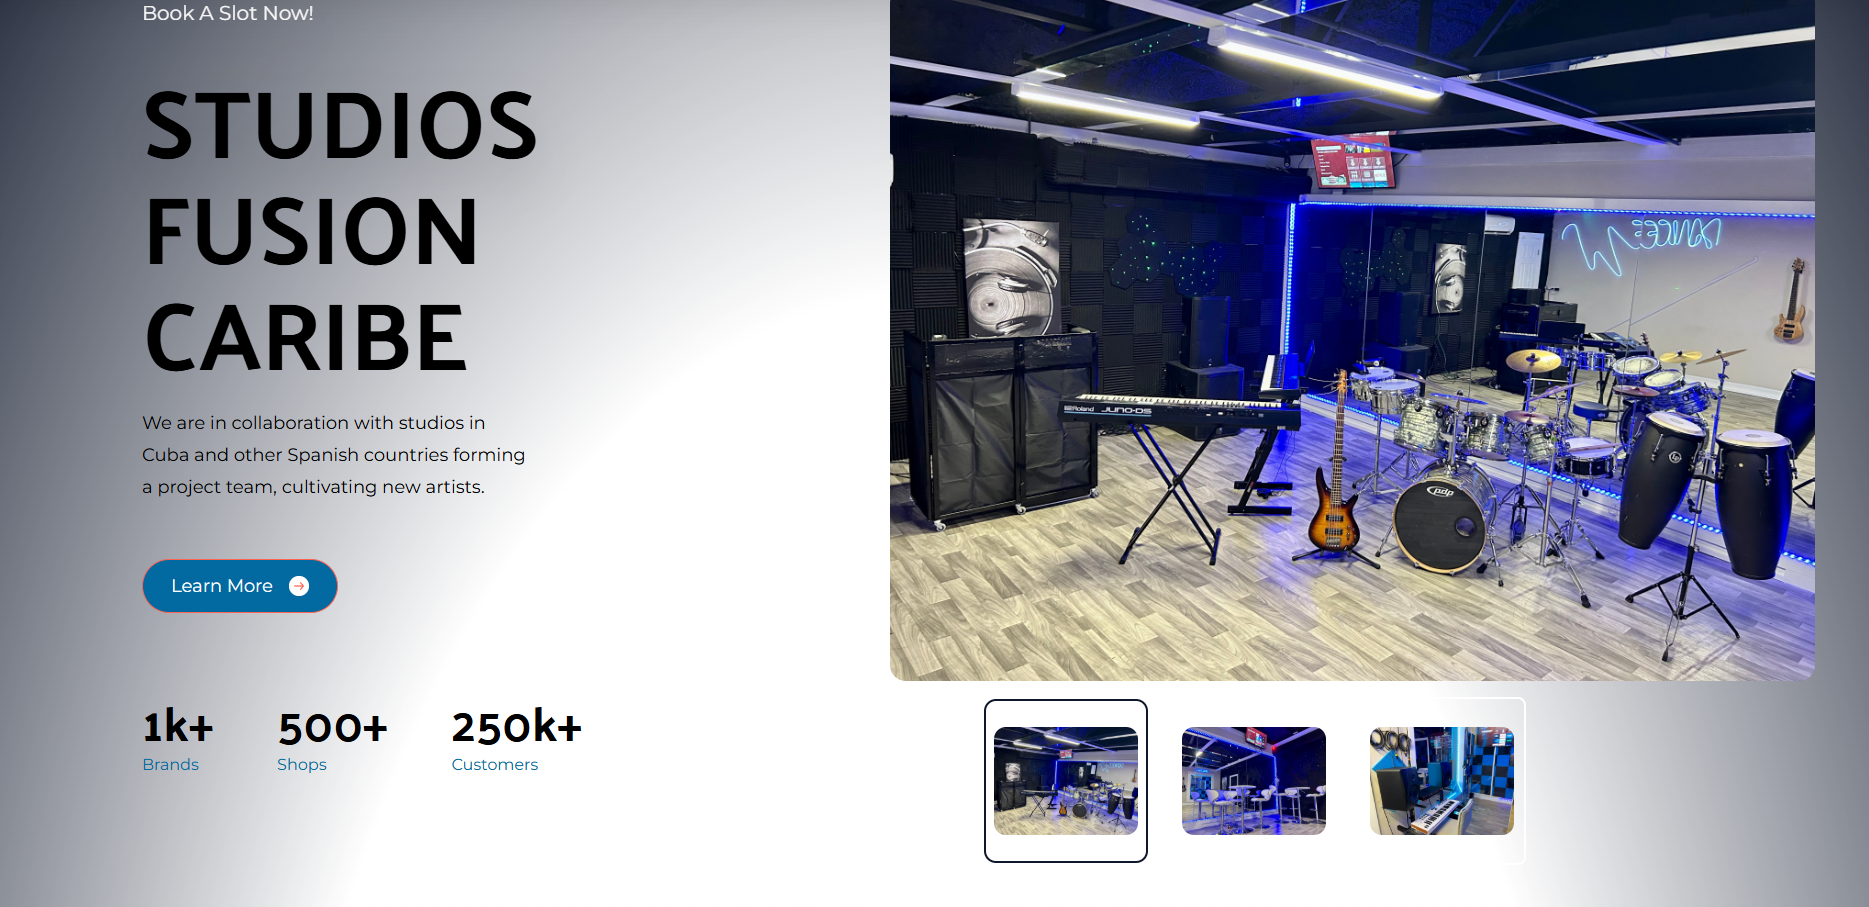 Book A Slot Now!
STUDIOS
FUSION
CARIBE
We are in collaboration with studios in
Cuba and other Spanish countries forming
a project team, cultivating new artists.
Learn More
1k+
500+
250k+
Brands
Shops
Customers
Roland JUNO-DS
pdp
LP